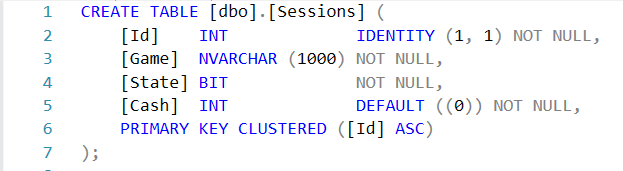 1 CREATE TABLE [dbo].[Sessions] (
2     [Id]    INT             IDENTITY (1, 1) NOT NULL,
3     [Game]  NVARCHAR (1000) NOT NULL,
4     [State] BIT             NOT NULL,
5     [Cash]  INT             DEFAULT ((0)) NOT NULL,
6     PRIMARY KEY CLUSTERED ([Id] ASC)
7 );